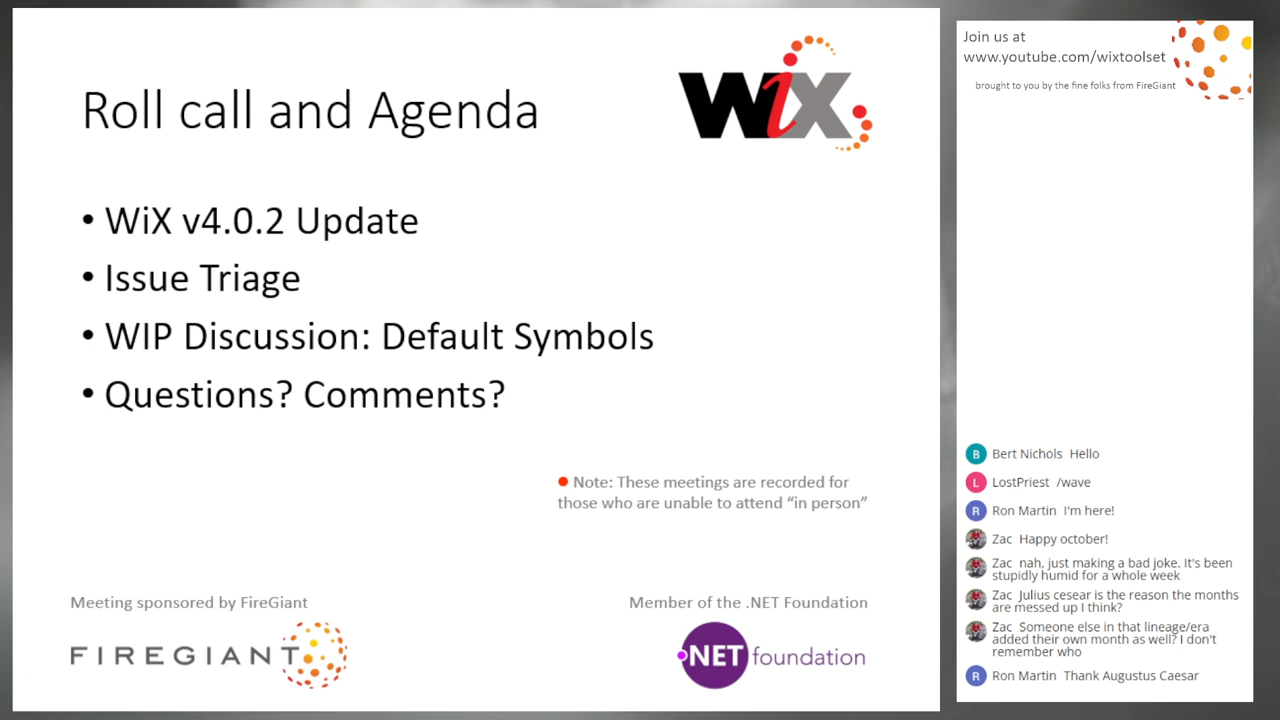 Roll call and Agenda
WiX
• WiX v4.0.2 Update
• Issue Triage
• WIP Discussion: Default Symbols
• Questions? Comments?
Note: These meetings are recorded for
those who are unable to attend “in person”
Meeting sponsored by FireGiant
FIREGIANT
Member of the .NET Foundation
.NET foundation
Join us at
www.youtube.com/wixtoolset
brought to you by the fine folks from FireGiant
B Bert Nichols Hello
L LostPriest /wave
R Ron Martin I'm here!
Zac Happy october!
Zac nah, just making a bad joke. It's been
stupidly humid for a whole week
Zac Julius cesear is the reason the months
are messed up I think?
Zac Someone else in that lineage/era
added their own month as well? I don't
remember who
R Ron Martin Thank Augustus Caesar